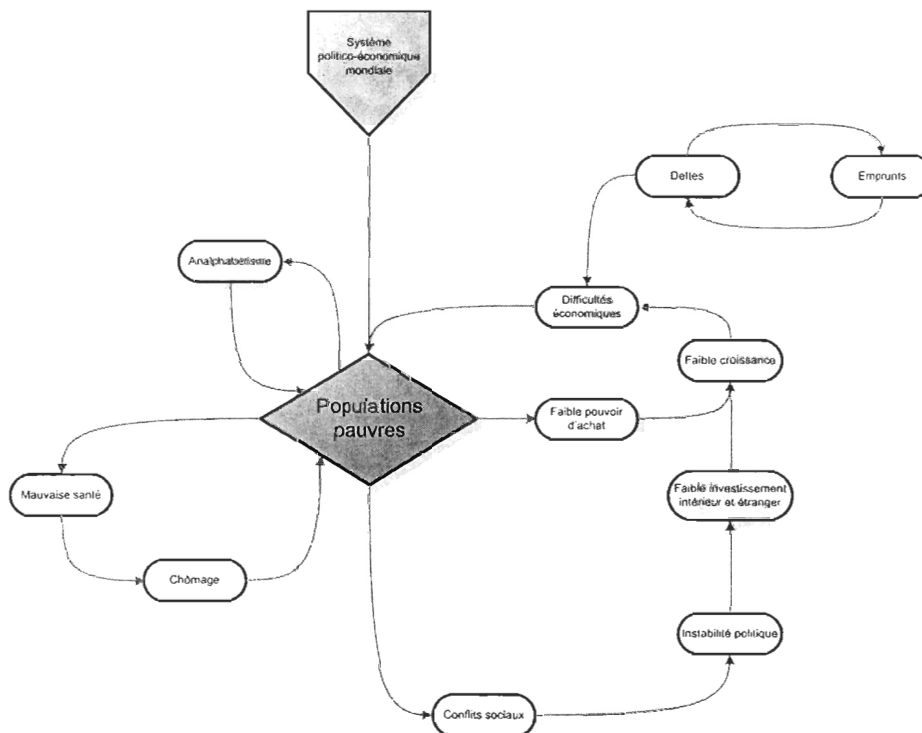 Système
politico-économique
mondiale
Dettes
Emprunts
Analphabétisme
Difficultés
économiques
Faible croissance
Populations
pauvres
Faible pouvoir
d'achat
Mauvaise santé
Faible investissement
intérieur et étranger
Chômage
Instabilité politique
Conflits sociaux